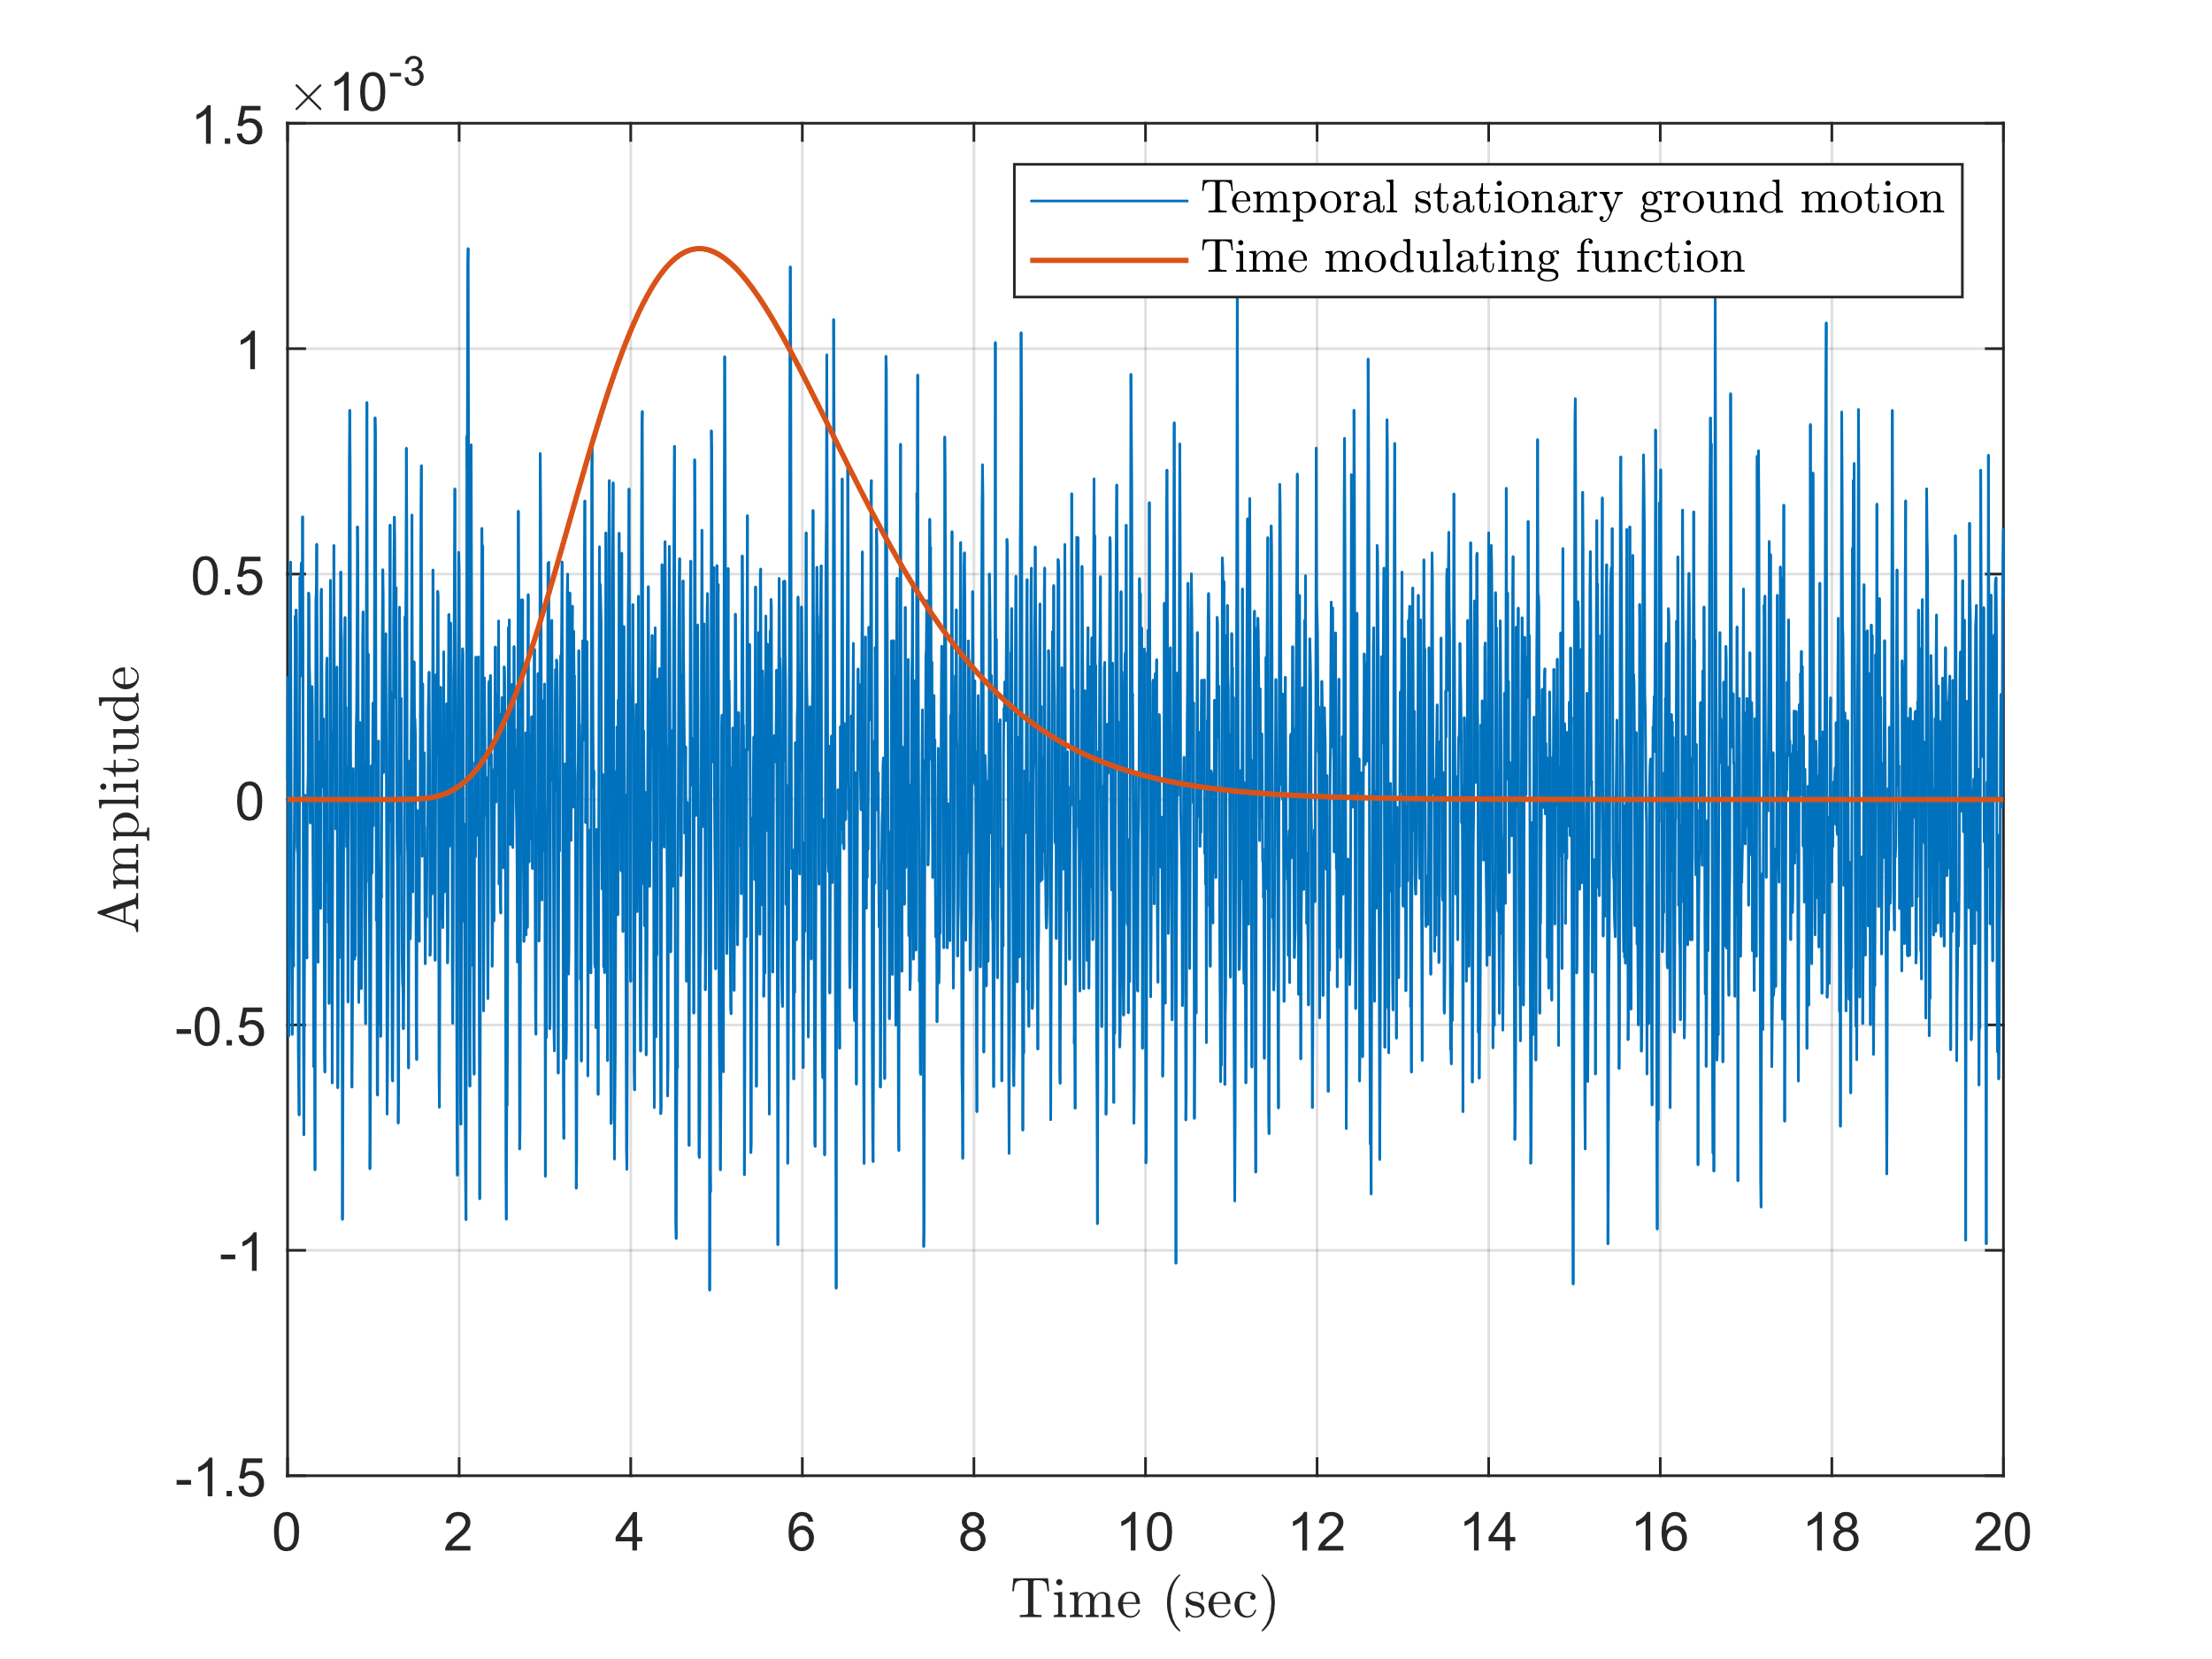 ×10-3
1.5
1
0.5
0
-0.5
-1
-1.5
Amplitude
Temporal stationary ground motion
Time modulating function
0 2 4 6 8 10 12 14 16 18 20
Time (sec)